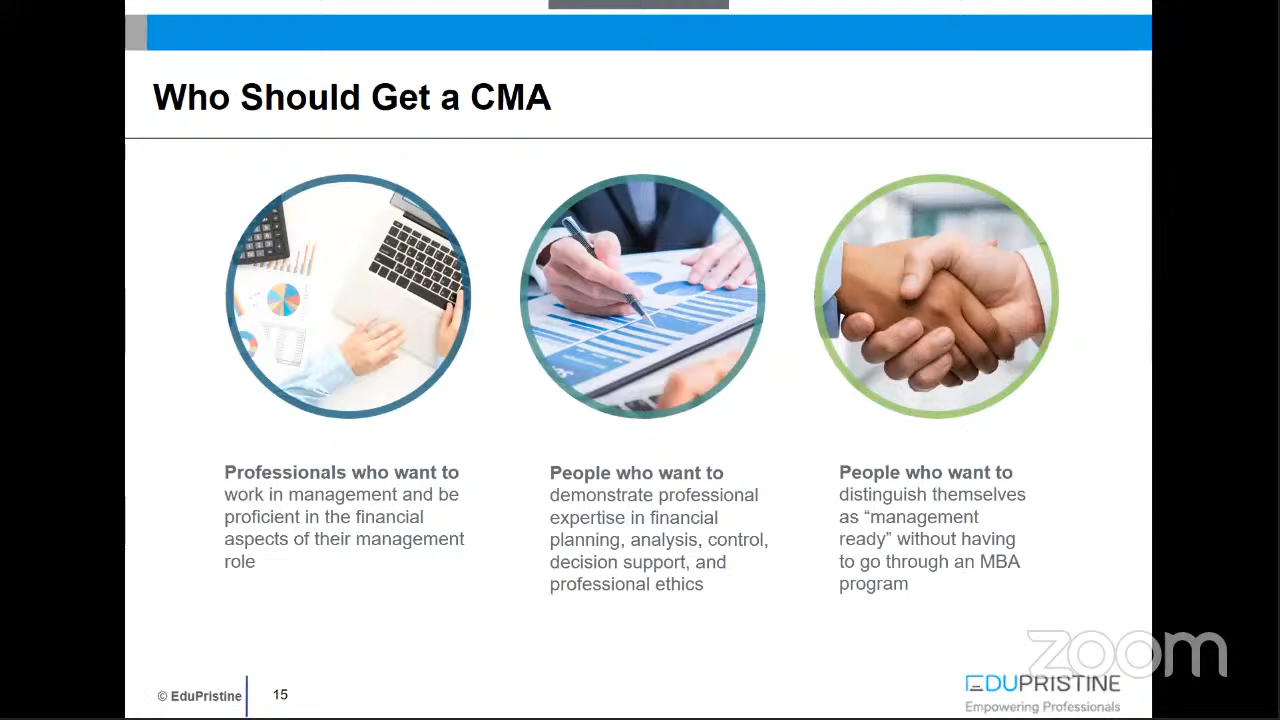 Who Should Get a CMA
Professionals who want to
work in management and be
proficient in the financial
aspects of their management
role
People who want to
demonstrate professional
expertise in financial
planning, analysis, control,
decision support, and
professional ethics
People who want to
distinguish themselves
as “management
ready” without having
to go through an MBA
program
zoom
© EduPristine
15
EDUPRISTINE
Empowering Professionals